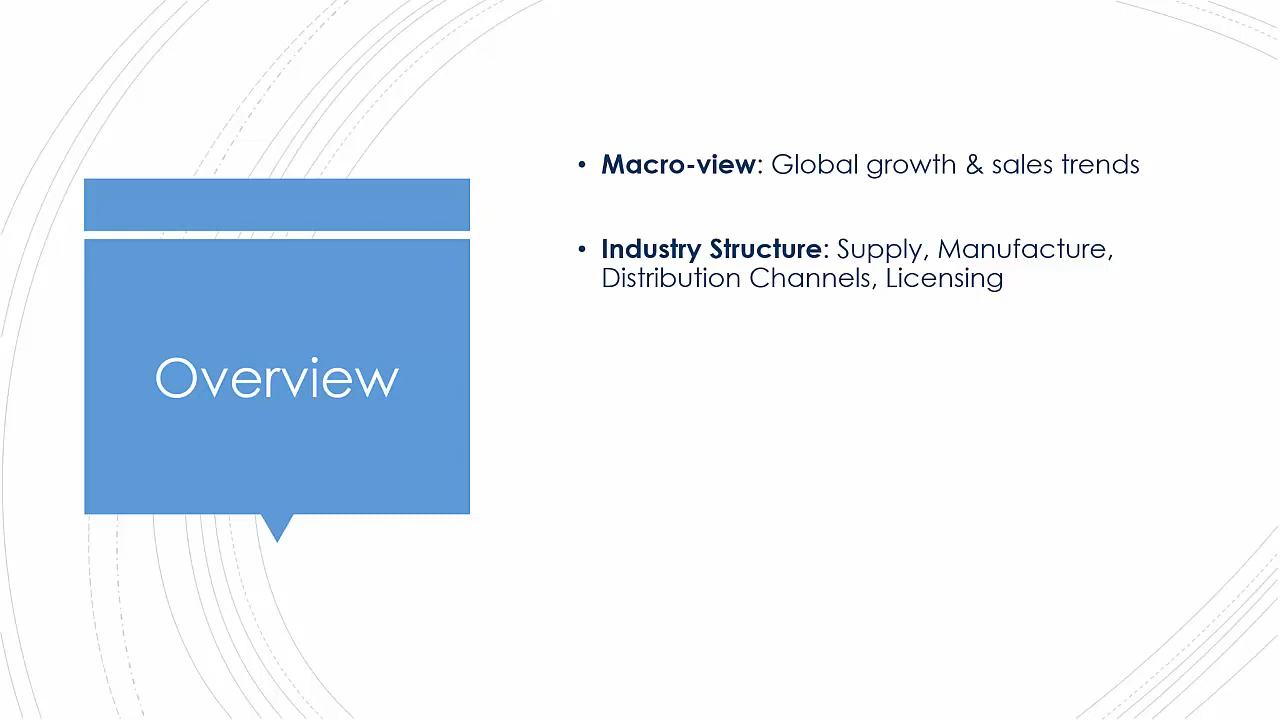 Overview
• Macro-view: Global growth & sales trends
• Industry Structure: Supply, Manufacture,
Distribution Channels, Licensing